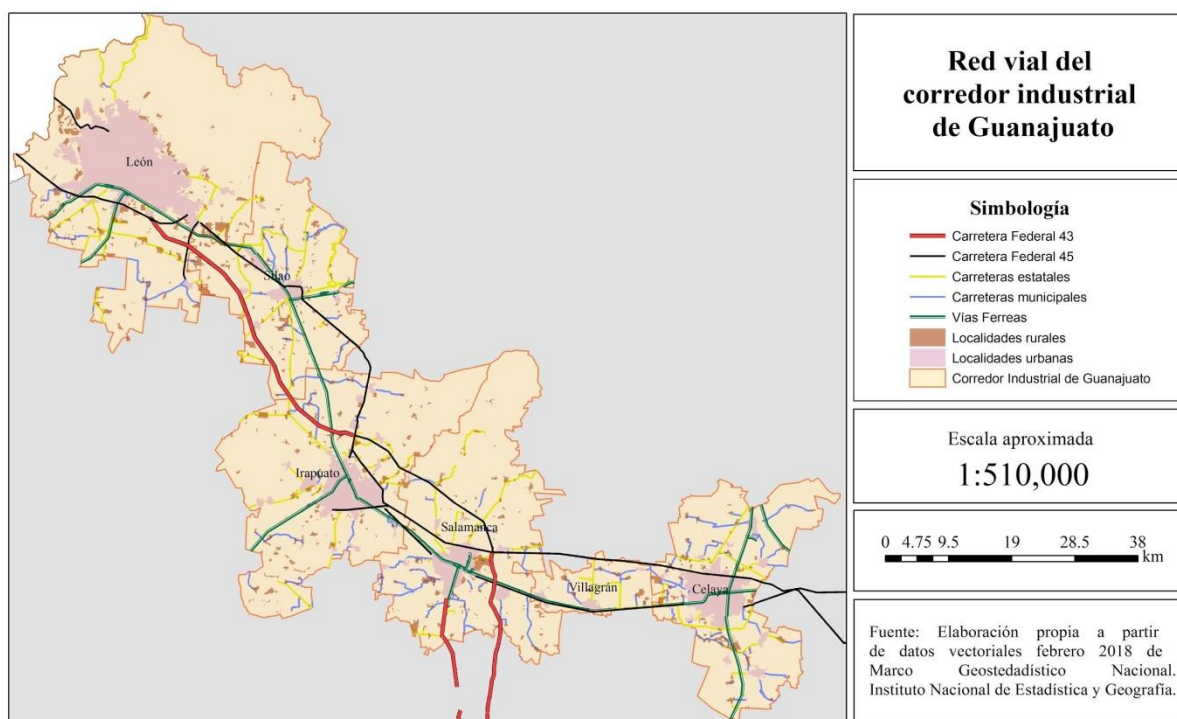 Red vial del
corredor industrial
de Guanajuato
Simbología
Carretera Federal 43
Carretera Federal 45
Carreteras estatales
Carreteras municipales
Vías Ferreas
Localidades rurales
Localidades urbanas
Corredor Industrial de Guanajuato
Escala aproximada
1:510,000
0 4.75 9.5 19 28.5 38
km
Fuente: Elaboración propia a partir
de datos vectoriales febrero 2018 de
Marco Geostedadístico Nacional.
Instituto Nacional de Estadística y Geografía.
León
Silao
Irapuato
Salamanca
Villagrán
Celaya